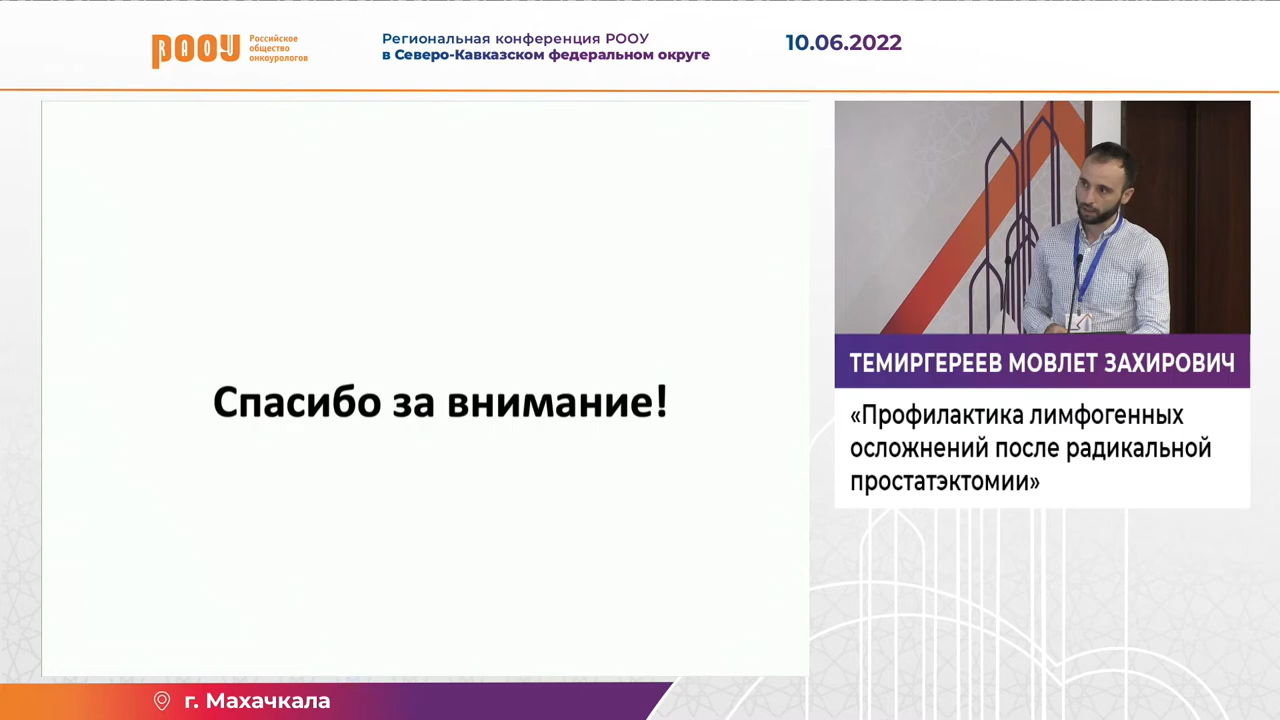 РООУ
Российское
общество
онкоурологов
Региональная конференция РООУ
в Северо-Кавказском федеральном округе
10.06.2022
Спасибо за внимание!
ТЕМИРГЕРЕЕВ МОВЛЕТ ЗАХИРОВИЧ
«Профилактика лимфогенных
осложнений после радикальной
простатэктомии»
г. Махачкала